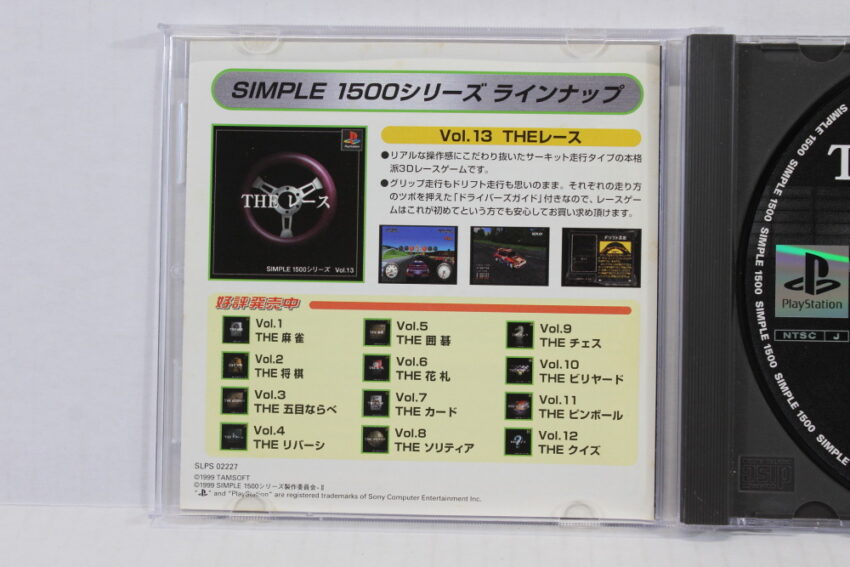 SIMPLE 1500シリーズ ラインナップ
PlayStation
THE レース
SIMPLE 1500シリーズ Vol.13
Vol.13 THEレース
●リアルな操作感にこだわり抜いたサーキット走行タイプの本格
派3Dレースゲームです。
●グリップ走行もドリフト走行も思いのまま。それぞれの走り方
のツボを押えた「ドライバーズガイド」付きなので、レースゲー
ムはこれが初めてという方でも安心してお買い求め頂けます。
好評発売中
Vol.1
THE 麻雀
Vol.2
THE 将棋
Vol.3
THE 五目ならべ
Vol.4
THE リバーシ
Vol.5
THE 囲碁
Vol.6
THE 花札
Vol.7
THE カード
Vol.8
THE ソリティア
Vol.9
THE チェス
Vol.10
THE ビリヤード
Vol.11
THE ピンボール
Vol.12
THE クイズ
SLPS 02227
©1999 TAMSOFT
©1999 SIMPLE 1500シリーズ製作委員会-II
" " and "PlayStation" are registered trademarks of Sony Computer Entertainment Inc.
SIMPLE 1500 SIMPLE 1500 SIMPLE 1500 SIMPLE 1500 SIMPLE 1500
PlayStation
NTSC J
disc